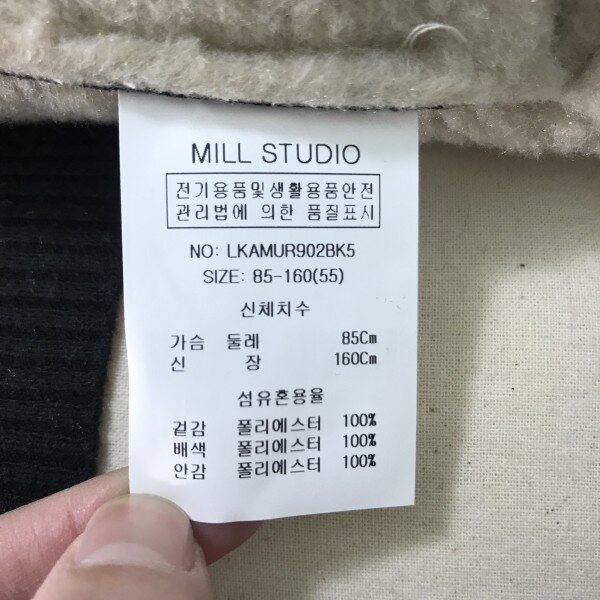 MILL STUDIO
전기용품및생활용품안전
관리법에 의한 품질표시
NO: LKAMUR902BK5
SIZE: 85-160(55)
신체치수
가슴 둘레 85Cm
신 장 160Cm
섬유혼용율
겉감 폴리에스터 100%
배색 폴리에스터 100%
안감 폴리에스터 100%